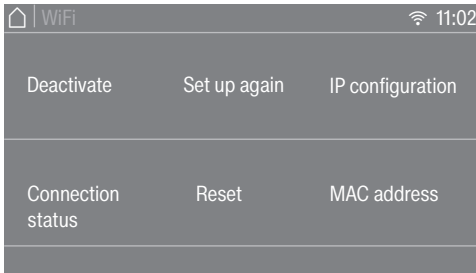 WiFi 11:02
Deactivate Set up again IP configuration
Connection status Reset MAC address